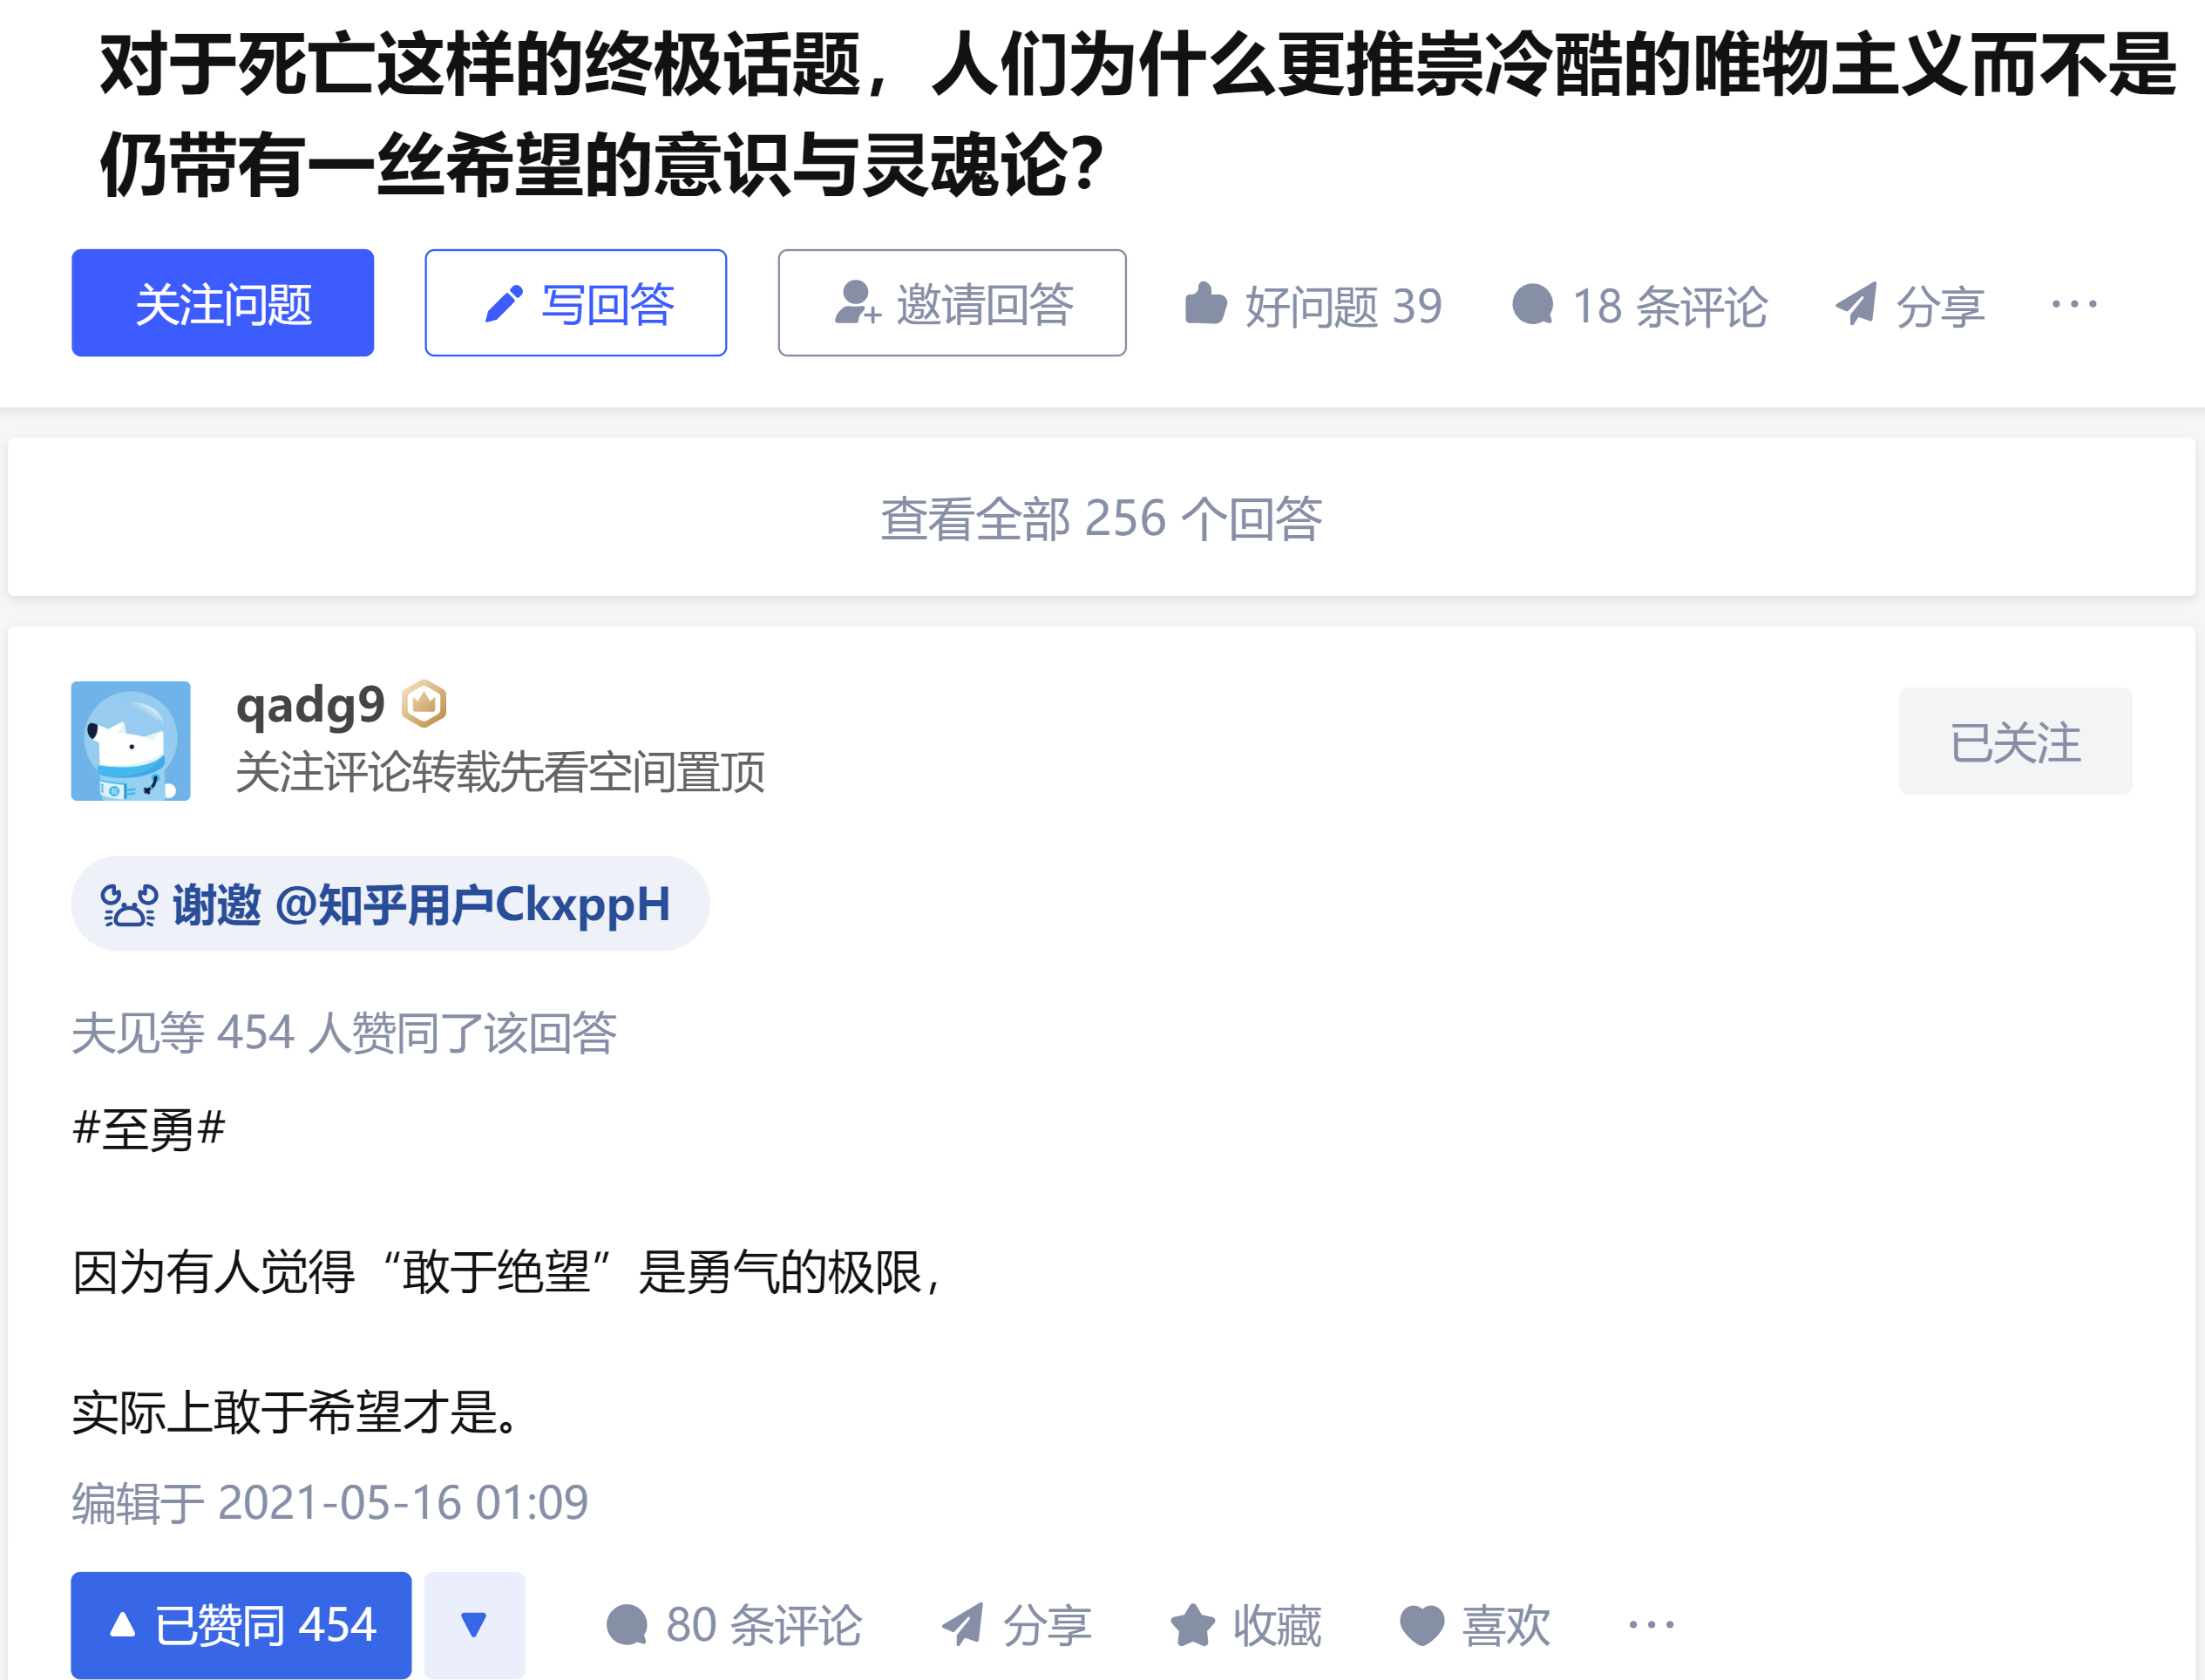 对于死亡这样的终极话题，人们为什么更推崇冷酷的唯物主义而不是
仍带有一丝希望的意识与灵魂论？
关注问题 写回答 邀请回答 好问题 39 18 条评论 分享 ···
查看全部 256 个回答
qadg9
关注评论转载先看空间置顶
已关注
谢邀 @知乎用户CkxppH
未见等 454 人赞同了该回答
#至勇#
因为有人觉得“敢于绝望”是勇气的极限，
实际上敢于希望才是。
编辑于 2021-05-16 01:09
已赞同 454 80 条评论 分享 收藏 喜欢 ···